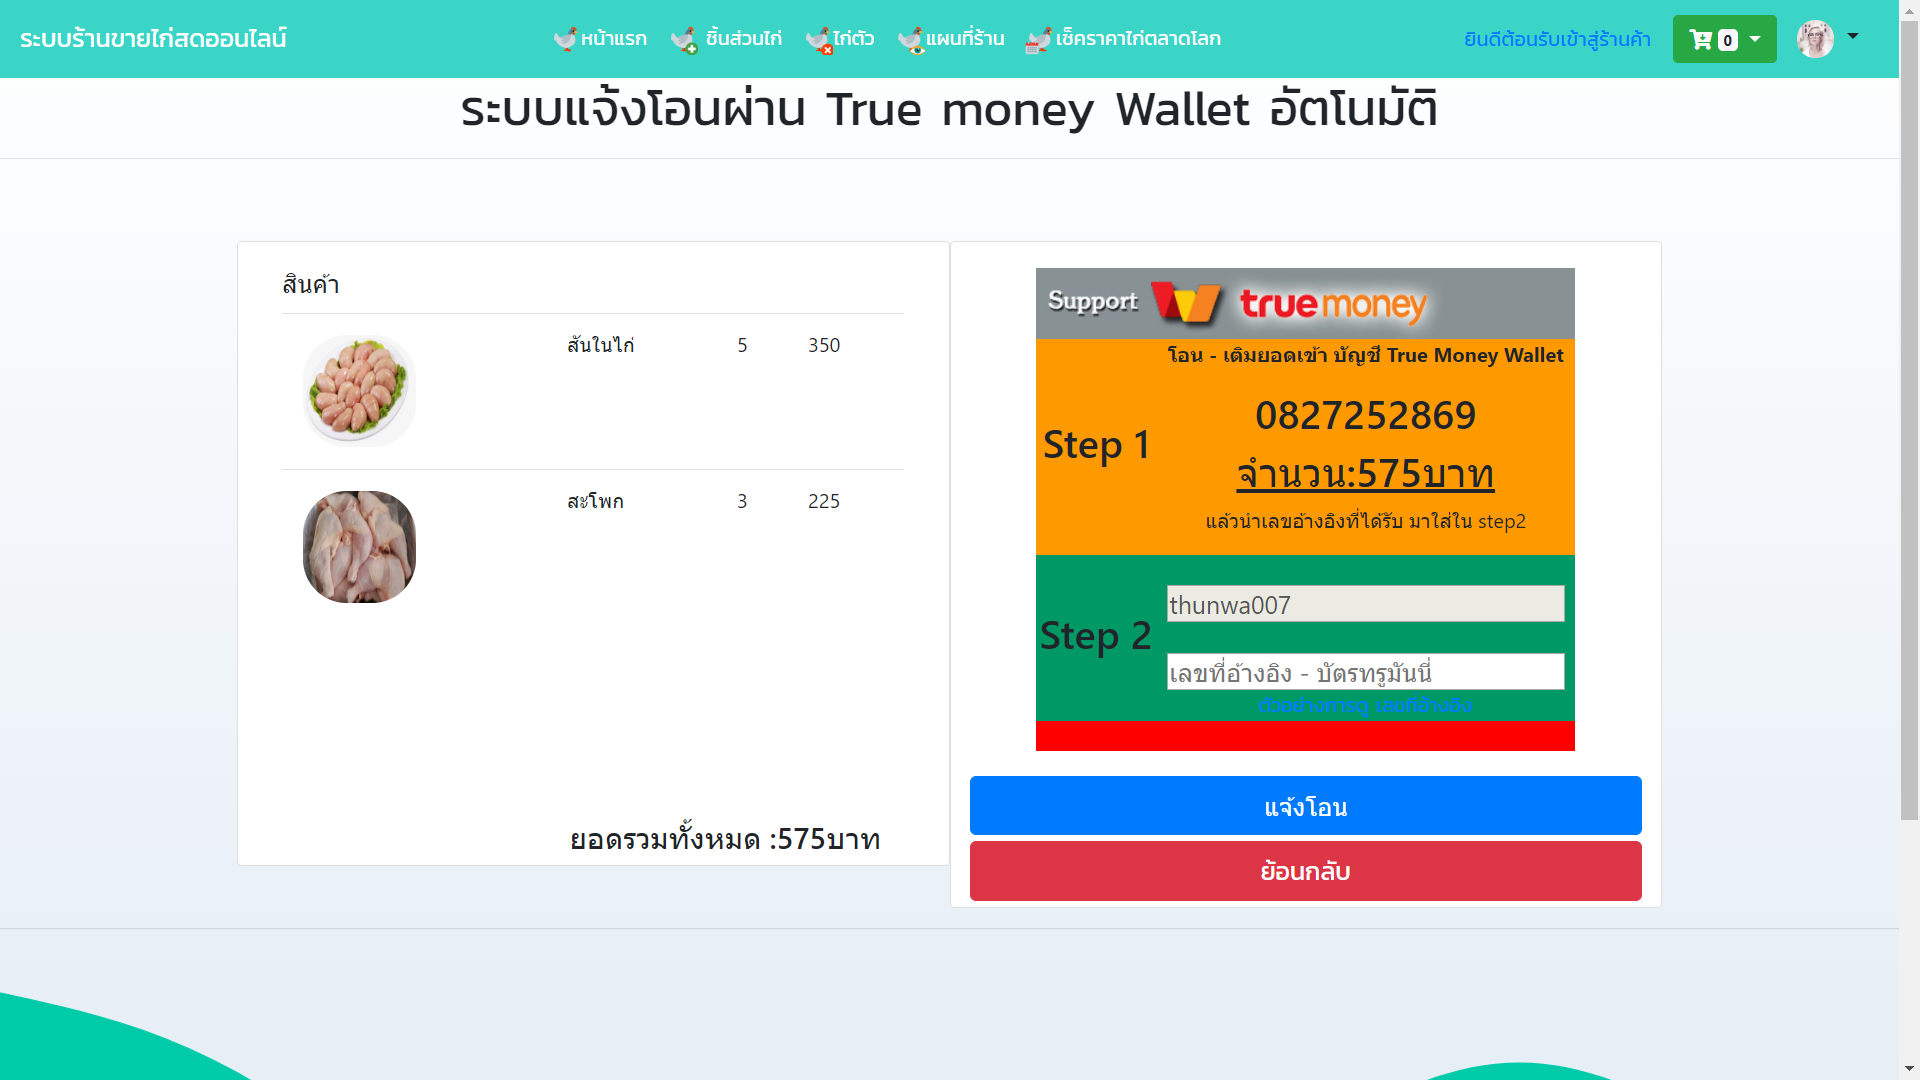 ระบบร้านขายไก่สดออนไลน์
หน้าแรก
ชิ้นส่วนไก่
ไก่ตัว
แผนที่ร้าน
เช็คราคาไก่ตลาดโลก
ยินดีต้อนรับเข้าสู่ร้านค้า
0
ระบบแจ้งโอนผ่าน True money Wallet อัตโนมัติ
สินค้า
สันในไก่ 5 350
สะโพก 3 225
ยอดรวมทั้งหมด :575บาท
Support truemoney
โอน - เติมยอดเข้า บัญชี True Money Wallet
Step 1
0827252869
จำนวน:575บาท
แล้วนำเลขอ้างอิงที่ได้รับ มาใส่ใน step2
Step 2
thunwa007
เลขที่อ้างอิง - บัตรทรูมันนี่
ตัวอย่างการดู เลขที่อ้างอิง
แจ้งโอน
ย้อนกลับ